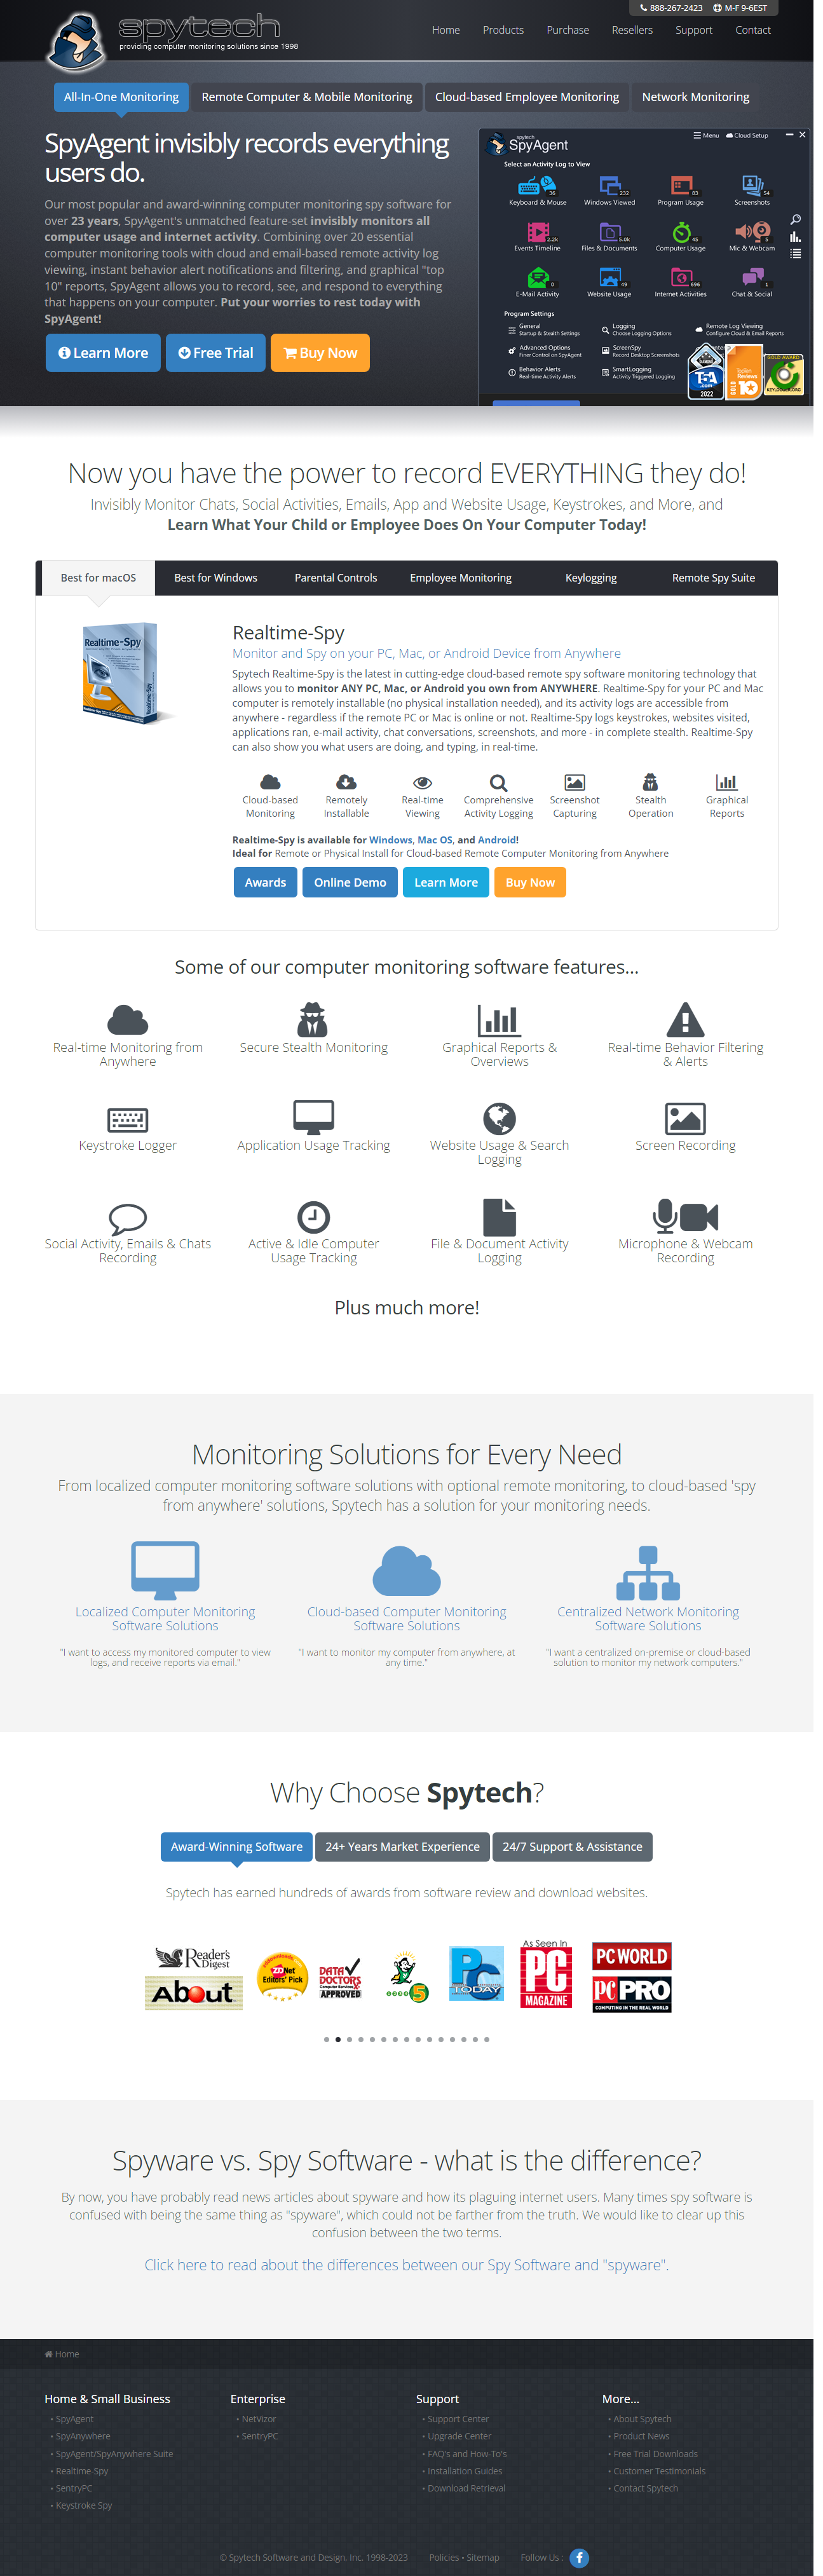 888-267-2423 M-F 9-6EST
spytech
providing computer monitoring solutions since 1998
Home Products Purchase Resellers Support Contact
All-In-One Monitoring Remote Computer & Mobile Monitoring Cloud-based Employee Monitoring Network Monitoring
SpyAgent invisibly records everything
users do.
Our most popular and award-winning computer monitoring spy software for
over 23 years, SpyAgent's unmatched feature-set invisibly monitors all
computer usage and internet activity. Combining over 20 essential
computer monitoring tools with cloud and email-based remote activity log
viewing, instant behavior alert notifications and filtering, and graphical "top
10" reports, SpyAgent allows you to record, see, and respond to everything
that happens on your computer. Put your worries to rest today with
SpyAgent!
Learn More Free Trial Buy Now
spytech
SpyAgent
Menu Cloud Setup
Select an Activity Log to View
36 232 83 54
Keyboard & Mouse Windows Viewed Program Usage Screenshots
2.2k 5.0k 45 5
Events Timeline Files & Documents Computer Usage Mic & Webcam
0 49 696 1
E-Mail Activity Website Usage Internet Activities Chat & Social
Program Settings
General Logging Remote Log Viewing
Startup & Stealth Settings Choose Logging Options Configure Cloud & Email Reports
Advanced Options ScreenSpy
Finer Control on SpyAgent Record Desktop Screenshots
Behavior Alerts SmartLogging
Real-time Activity Alerts Activity Triggered Logging
2022
GOLD
10
GOLD AWARD
Now you have the power to record EVERYTHING they do!
Invisibly Monitor Chats, Social Activities, Emails, App and Website Usage, Keystrokes, and More, and
Learn What Your Child or Employee Does On Your Computer Today!
Best for macOS Best for Windows Parental Controls Employee Monitoring Keylogging Remote Spy Suite
Realtime-Spy
Realtime-Spy
Monitor and Spy on your PC, Mac, or Android Device from Anywhere
Spytech Realtime-Spy is the latest in cutting-edge cloud-based remote spy software monitoring technology that
allows you to monitor ANY PC, Mac, or Android you own from ANYWHERE. Realtime-Spy for your PC and Mac
computer is remotely installable (no physical installation needed), and its activity logs are accessible from
anywhere - regardless if the remote PC or Mac is online or not. Realtime-Spy logs keystrokes, websites visited,
applications ran, e-mail activity, chat conversations, screenshots, and more - in complete stealth. Realtime-Spy
can also show you what users are doing, and typing, in real-time.
Cloud-based Remotely Real-time Comprehensive Screenshot Stealth Graphical
Monitoring Installable Viewing Activity Logging Capturing Operation Reports
Realtime-Spy is available for Windows, Mac OS, and Android!
Ideal for Remote or Physical Install for Cloud-based Remote Computer Monitoring from Anywhere
Awards Online Demo Learn More Buy Now
Some of our computer monitoring software features...
Real-time Monitoring from Secure Stealth Monitoring Graphical Reports & Real-time Behavior Filtering
Anywhere Overviews & Alerts
Keystroke Logger Application Usage Tracking Website Usage & Search Screen Recording
Logging
Social Activity, Emails & Chats Active & Idle Computer File & Document Activity Microphone & Webcam
Recording Usage Tracking Logging Recording
Plus much more!
Monitoring Solutions for Every Need
From localized computer monitoring software solutions with optional remote monitoring, to cloud-based 'spy
from anywhere' solutions, Spytech has a solution for your monitoring needs.
Localized Computer Monitoring Cloud-based Computer Monitoring Centralized Network Monitoring
Software Solutions Software Solutions Software Solutions
"I want to access my monitored computer to view "I want to monitor my computer from anywhere, at "I want a centralized on-premise or cloud-based
logs, and receive reports via email." any time." solution to monitor my network computers."
Why Choose Spytech?
Award-Winning Software 24+ Years Market Experience 24/7 Support & Assistance
Spytech has earned hundreds of awards from software review and download websites.
Reader's
Digest
About
ZDNet
Editors' Pick
DATA
DOCTORS
APPROVED
5
PC
TODAY
As Seen In
PC
MAGAZINE
PC WORLD
PC PRO
COMPUTING IN THE REAL WORLD
Spyware vs. Spy Software - what is the difference?
By now, you have probably read news articles about spyware and how its plaguing internet users. Many times spy software is
confused with being the same thing as "spyware", which could not be farther from the truth. We would like to clear up this
confusion between the two terms.
Click here to read about the differences between our Spy Software and "spyware".
Home
Home & Small Business Enterprise Support More...
• SpyAgent • NetVizor • Support Center • About Spytech
• SpyAnywhere • SentryPC • Upgrade Center • Product News
• SpyAgent/SpyAnywhere Suite • FAQ's and How-To's • Free Trial Downloads
• Realtime-Spy • Installation Guides • Customer Testimonials
• SentryPC • Download Retrieval • Contact Spytech
• Keystroke Spy
© Spytech Software and Design, Inc. 1998-2023 Policies • Sitemap Follow Us :